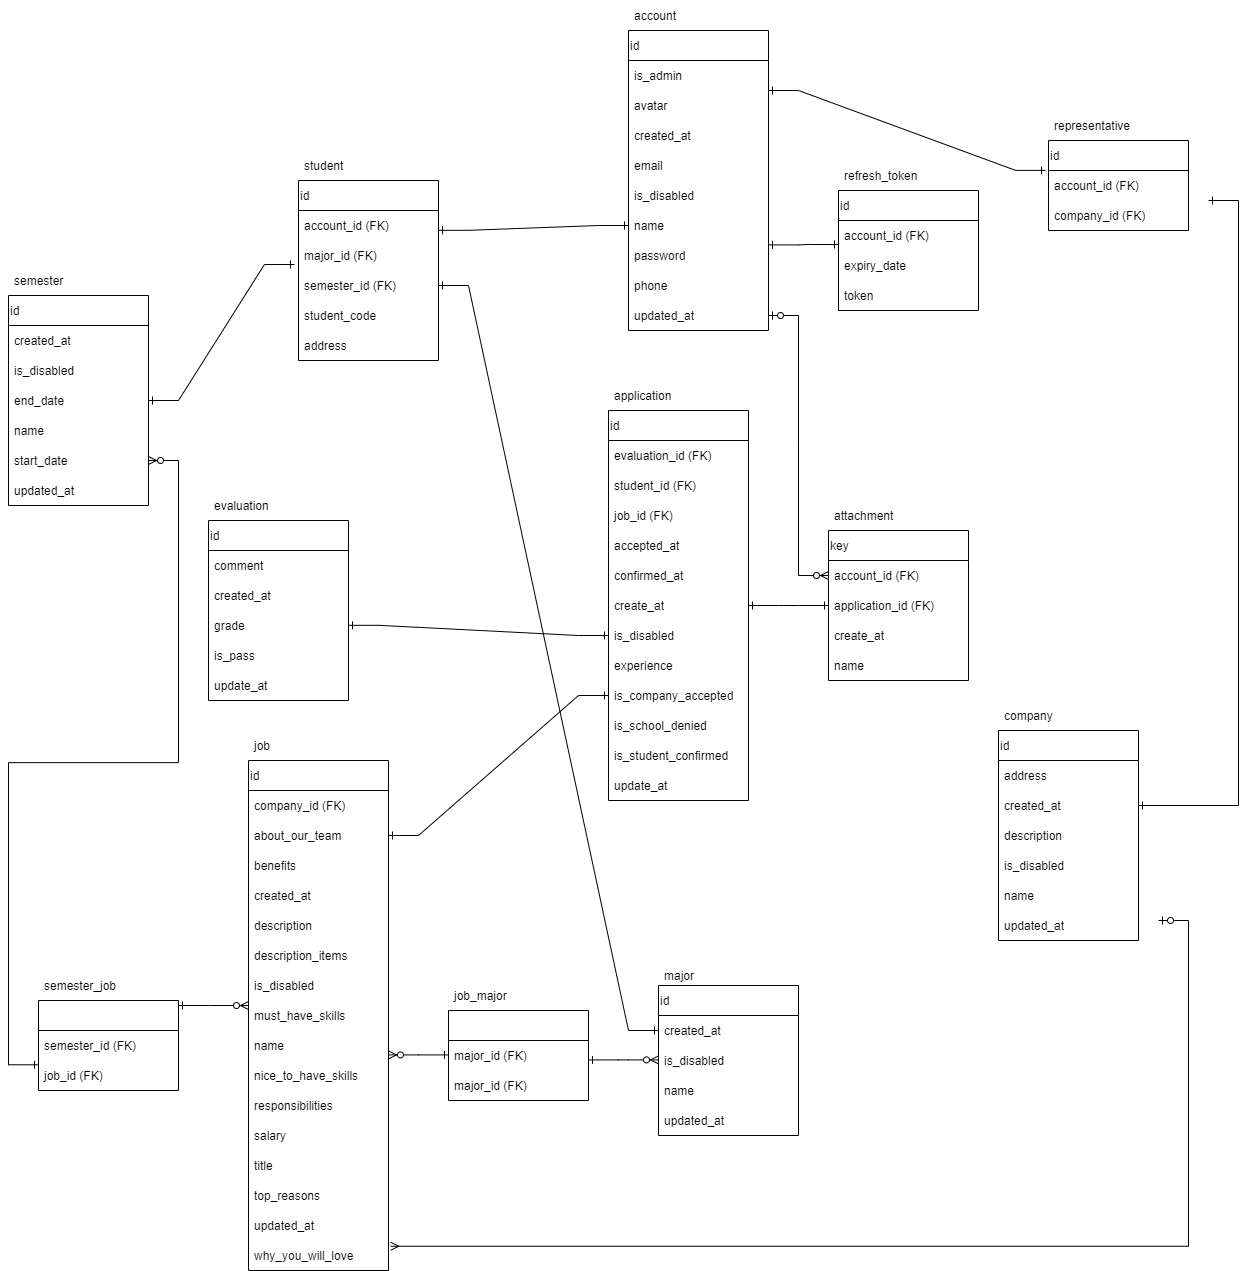 account
id
is_admin
avatar
created_at
email
is_disabled
name
password
phone
updated_at
representative
id
account_id (FK)
company_id (FK)
student
id
account_id (FK)
major_id (FK)
semester_id (FK)
student_code
address
refresh_token
id
account_id (FK)
expiry_date
token
semester
id
created_at
is_disabled
end_date
name
start_date
updated_at
application
id
evaluation_id (FK)
student_id (FK)
job_id (FK)
accepted_at
confirmed_at
create_at
is_disabled
experience
is_company_accepted
is_school_denied
is_student_confirmed
update_at
evaluation
id
comment
created_at
grade
is_pass
update_at
attachment
key
account_id (FK)
application_id (FK)
create_at
name
company
id
address
created_at
description
is_disabled
name
updated_at
job
id
company_id (FK)
about_our_team
benefits
created_at
description
description_items
is_disabled
must_have_skills
name
nice_to_have_skills
responsibilities
salary
title
top_reasons
updated_at
why_you_will_love
semester_job
semester_id (FK)
job_id (FK)
job_major
major_id (FK)
major_id (FK)
major
id
created_at
is_disabled
name
updated_at